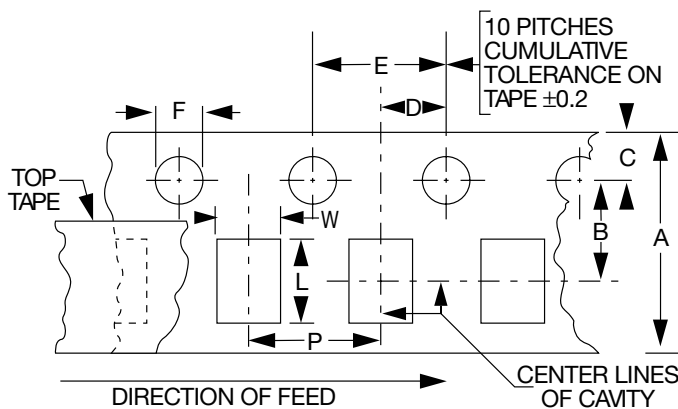 10 PITCHES
CUMULATIVE
TOLERANCE ON
TAPE ±0.2
E
F
D
C
TOP
TAPE
W
B
A
L
P
CENTER LINES
OF CAVITY
DIRECTION OF FEED